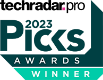 techradar.pro
2023
Picks
AWARDS
WINNER